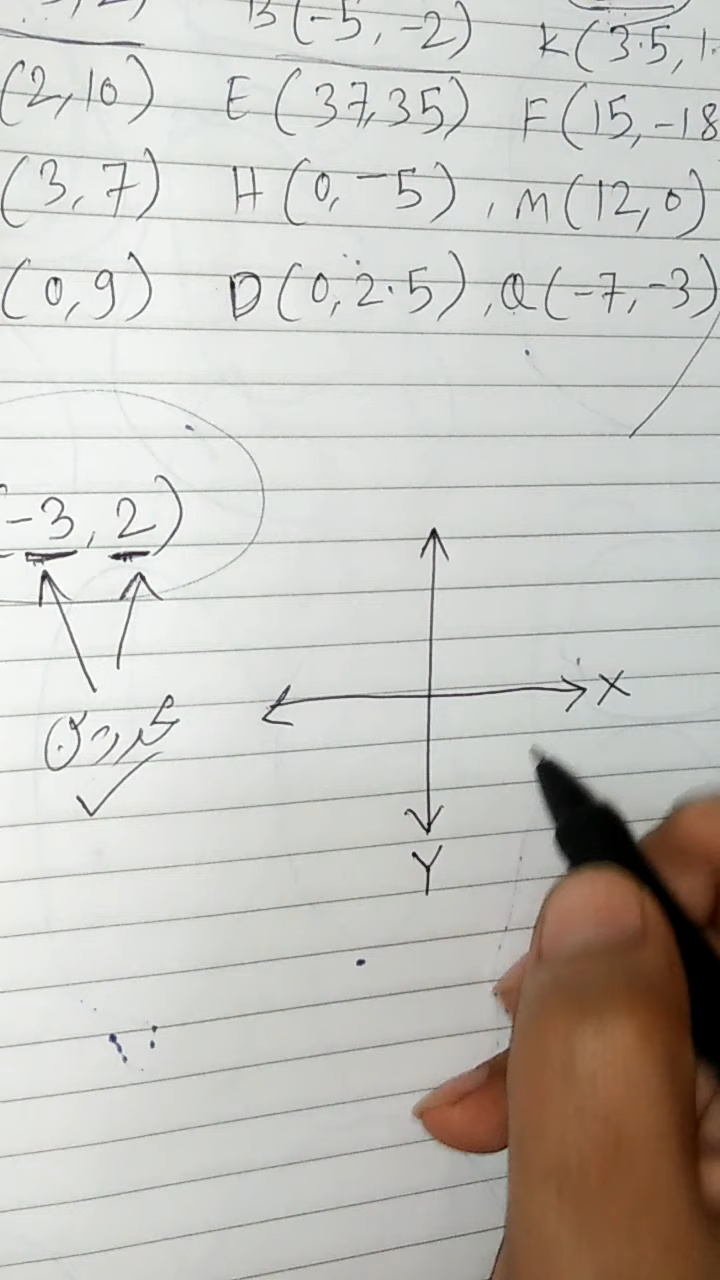 B(-5, -2) K(3.5, 1.
(2, 10) E(37, 35) F(15, -18
(3, 7) H(0, -5), M(12, 0)
(0, 9) D(0, 2.5), Q(-7, -3)
-3, 2)
X
Y